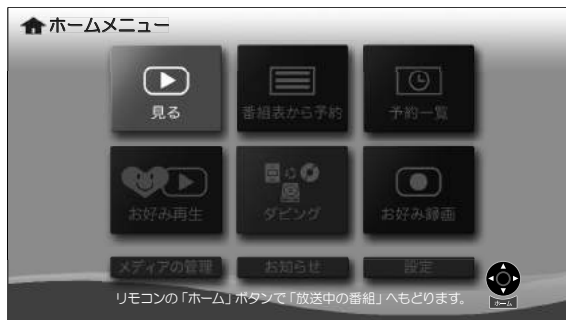 ホームメニュー
見る
番組表から予約
予約一覧
お好み再生
ダビング
お好み録画
メディアの管理
お知らせ
設定
リモコンの「ホーム」ボタンで「放送中の番組」へもどります。
ホーム